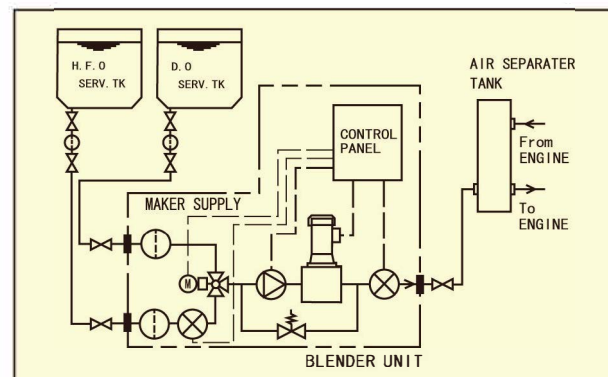 H.F.O
SERV.TK
D.O
SERV.TK
AIR SEPARATER
TANK
CONTROL
PANEL
From
ENGINE
To
ENGINE
MAKER SUPPLY
M
BLENDER UNIT